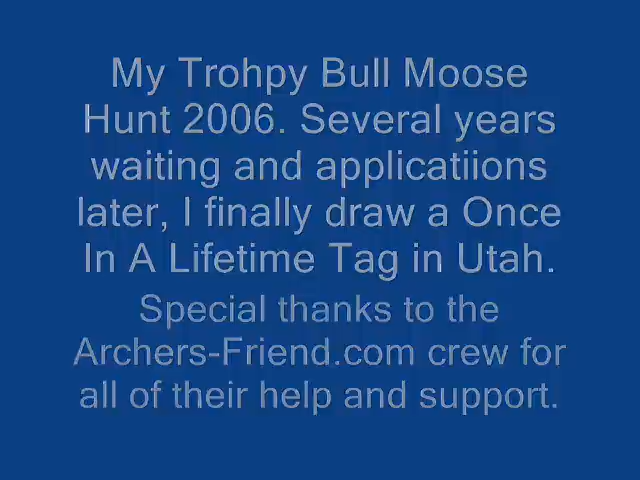 My Trohpy Bull Moose
Hunt 2006. Several years
waiting and applicatiions
later, I finally draw a Once
In A Lifetime Tag in Utah.
Special thanks to the
Archers-Friend.com crew for
all of their help and support.